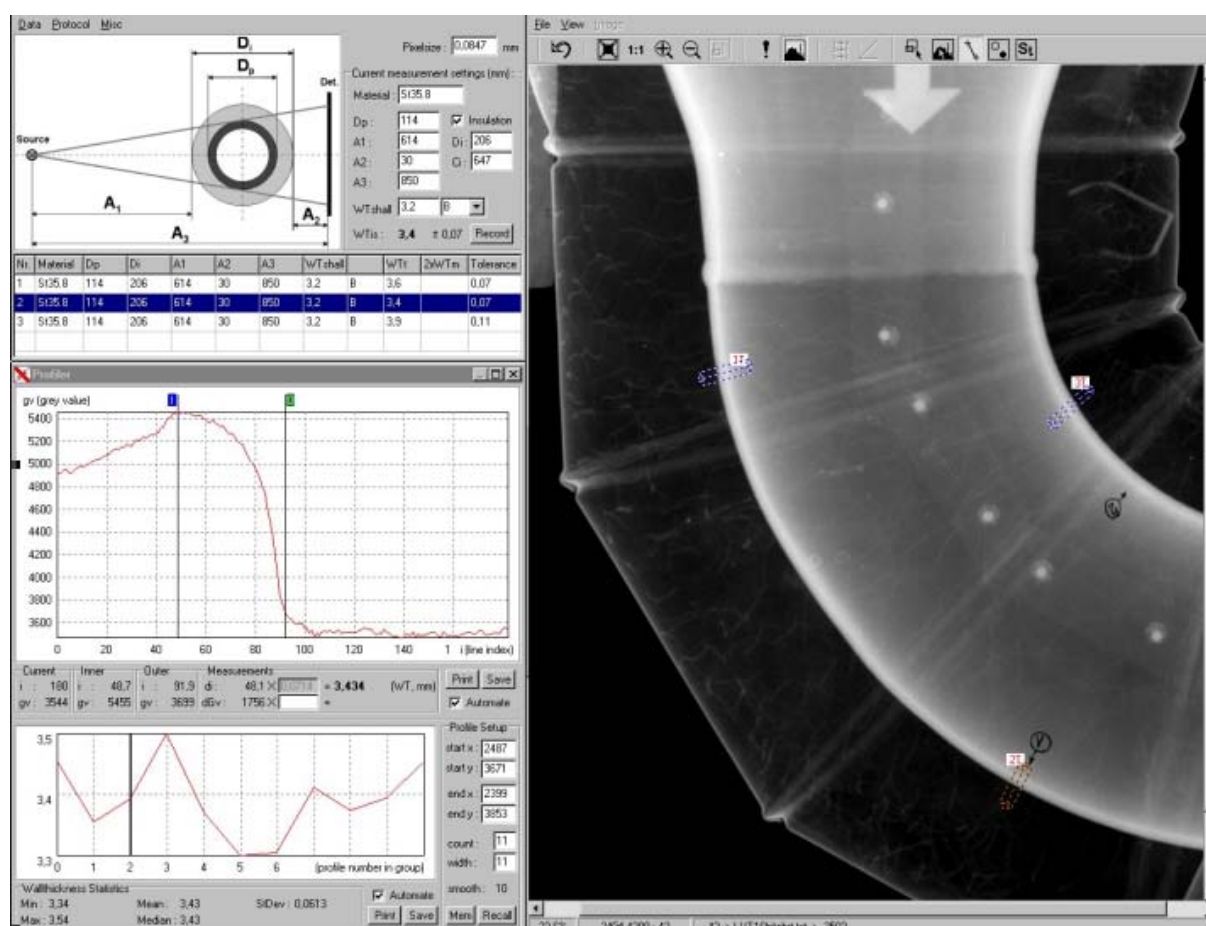 Data Protocol Misc
Di
Dp
Det.
Source
A1
A2
A3
Pixelsize : 0,0847 mm
Current measurement settings (mm) :
Material : St35.8
Dp : 114 Insulation
A1 : 614 Di : 206
A2 : 30 Ci : 647
A3 : 850
WTshall 3,2 B
WTis : 3,4 ± 0,07 Record
Nr. Material Dp Di A1 A2 A3 WTshall WTt 2xWTm Tolerance
1 St35.8 114 206 614 30 850 3,2 B 3,6 0,07
2 St35.8 114 206 614 30 850 3,2 B 3,4 0,07
3 St35.8 114 206 614 30 850 3,2 B 3,9 0,11
Profiler
gv (grey value)
5400
5200
5000
4800
4600
4400
4200
4000
3800
3600
0 20 40 60 80 100 120 140 1 i (line index)
Current Inner Outer Measurements
i : 180 i : 48,7 i : 91,9 di : 48,1 X 0,0714 = 3,434 (WT, mm)
gv : 3544 gv : 5455 gv : 3699 dGv : 1756 X =
Print Save
Automate
3,5
3,4
3,3
0 1 2 3 4 5 6 (profile number in group)
Profile Setup
start x : 2487
start y : 3671
end x : 2399
end y : 3853
count : 11
width : 11
smooth : 10
Mem Recall
Wallthickness Statistics
Min : 3,34 Mean : 3,43 StDev : 0,0613
Max : 3,54 Median : 3,43
Automate
Print Save
File View Image
1:1 St